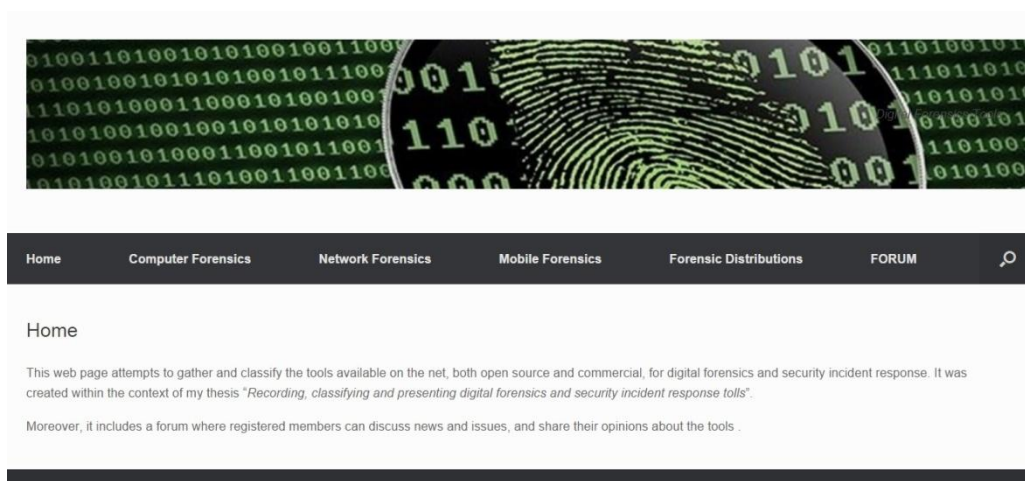 Digital Forensics Tools
Home Computer Forensics Network Forensics Mobile Forensics Forensic Distributions FORUM
Home
This web page attempts to gather and classify the tools available on the net, both open source and commercial, for digital forensics and security incident response. It was
created within the context of my thesis “Recording, classifying and presenting digital forensics and security incident response tolls”.
Moreover, it includes a forum where registered members can discuss news and issues, and share their opinions about the tools .